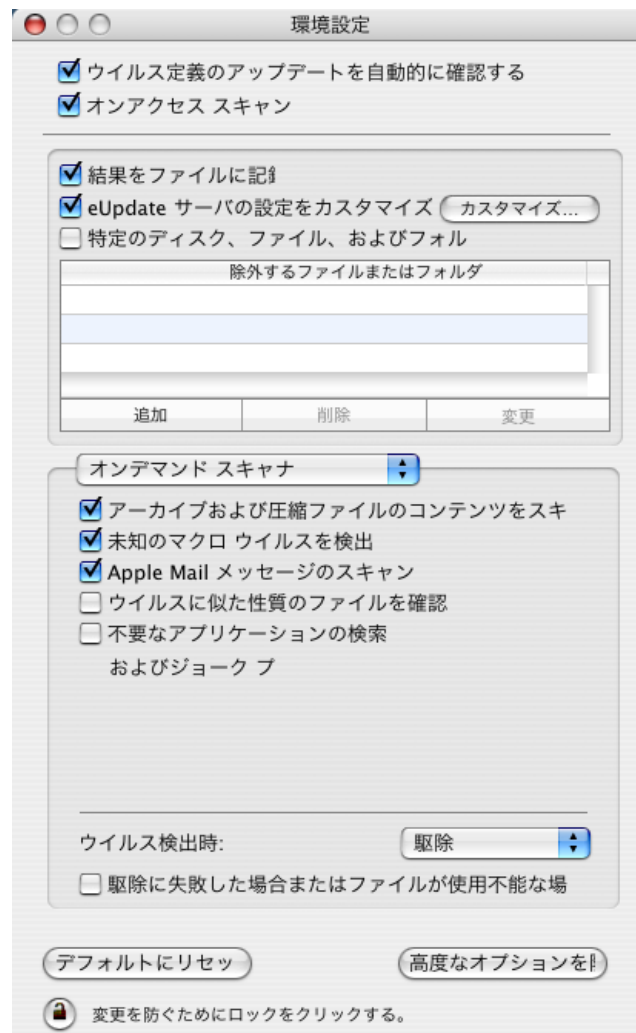 環境設定
ウイルス定義のアップデートを自動的に確認する
オンアクセス スキャン
結果をファイルに記
eUpdate サーバの設定をカスタマイズ カスタマイズ...
特定のディスク、ファイル、およびフォル
除外するファイルまたはフォルダ
追加 削除 変更
オンデマンド スキャナ
アーカイブおよび圧縮ファイルのコンテンツをスキ
未知のマクロ ウイルスを検出
Apple Mail メッセージのスキャン
ウイルスに似た性質のファイルを確認
不要なアプリケーションの検索
およびジョーク プ
ウイルス検出時: 駆除
駆除に失敗した場合またはファイルが使用不能な場
デフォルトにリセッ 高度なオプションを
変更を防ぐためにロックをクリックする。